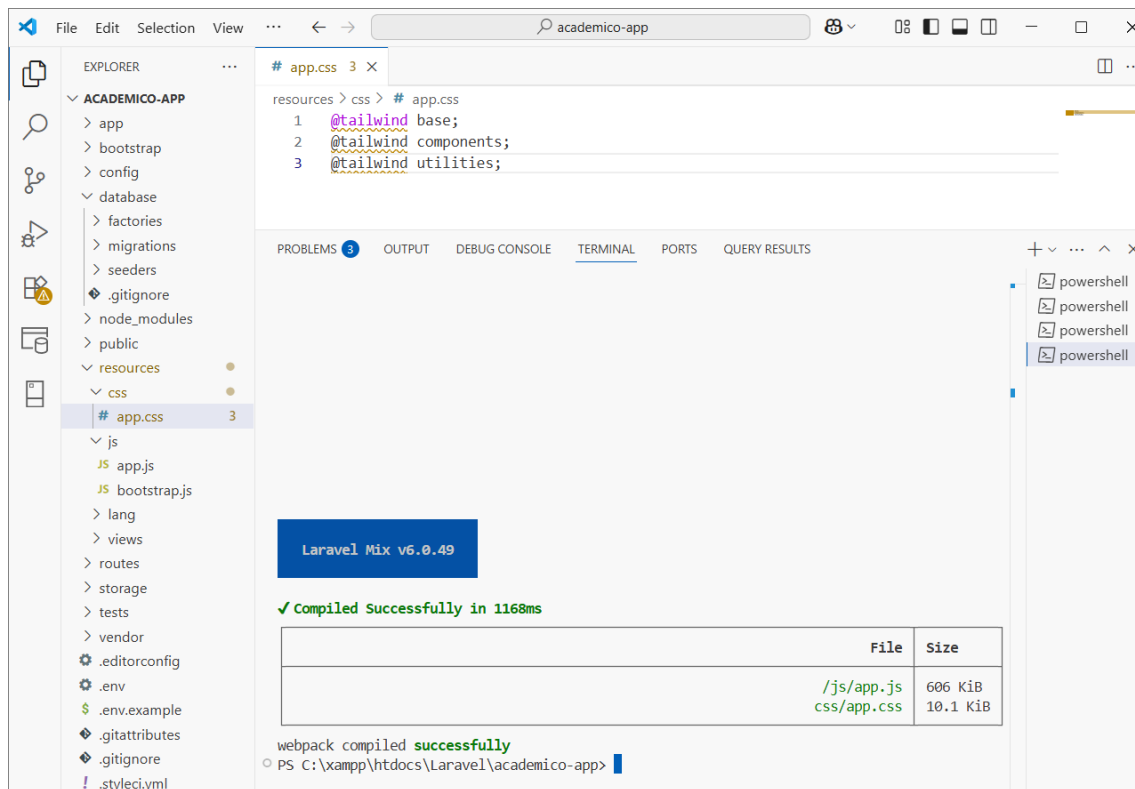 File Edit Selection View ··· academico-app
EXPLORER ···
ACADEMICO-APP
app
bootstrap
config
database
factories
migrations
seeders
.gitignore
node_modules
public
resources
css
# app.css 3
js
JS app.js
JS bootstrap.js
lang
views
routes
storage
tests
vendor
.editorconfig
.env
$ .env.example
.gitattributes
.gitignore
! .styleci.yml
# app.css 3
resources > css > # app.css
1 @tailwind base;
2 @tailwind components;
3 @tailwind utilities;
PROBLEMS 3 OUTPUT DEBUG CONSOLE TERMINAL PORTS QUERY RESULTS
powershell
powershell
powershell
powershell
Laravel Mix v6.0.49
✔ Compiled Successfully in 1168ms
File Size
/js/app.js 606 KiB
css/app.css 10.1 KiB
webpack compiled successfully
PS C:\xampp\htdocs\Laravel\academico-app>